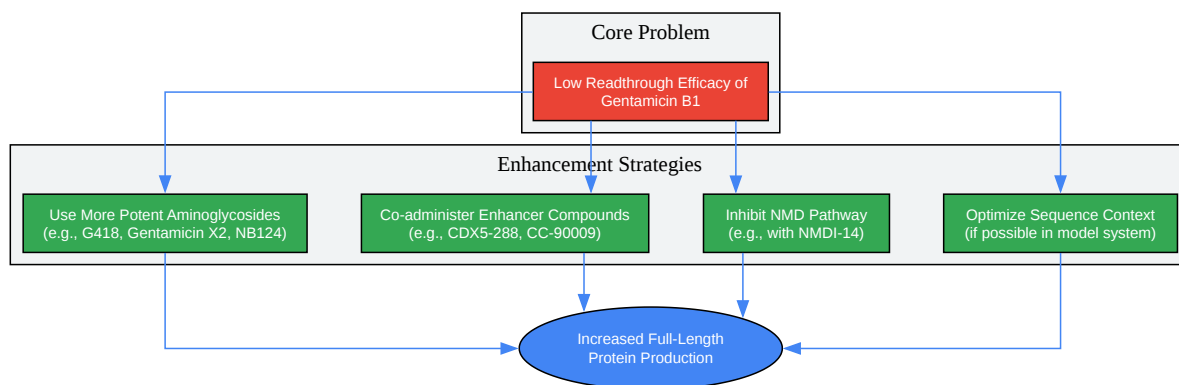 Core Problem
Low Readthrough Efficacy of
Gentamicin B1
Enhancement Strategies
Use More Potent Aminoglycosides
(e.g., G418, Gentamicin X2, NB124)
Co-administer Enhancer Compounds
(e.g., CDX5-288, CC-90009)
Inhibit NMD Pathway
(e.g., with NMDI-14)
Optimize Sequence Context
(if possible in model system)
Increased Full-Length
Protein Production